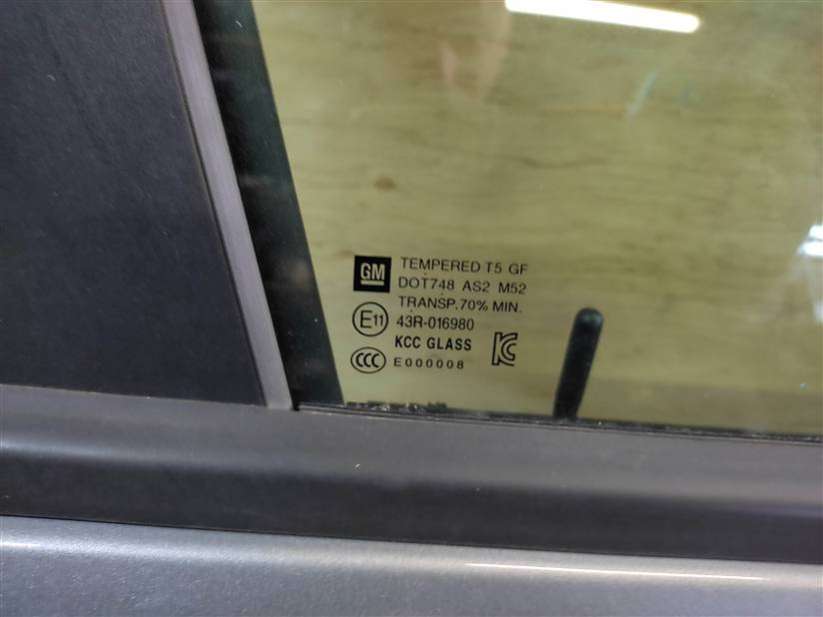 GM TEMPERED T5 GF
DOT748 AS2 M52
TRANSP.70% MIN.
E11 43R-016980
KCC GLASS KC
CCC E000008